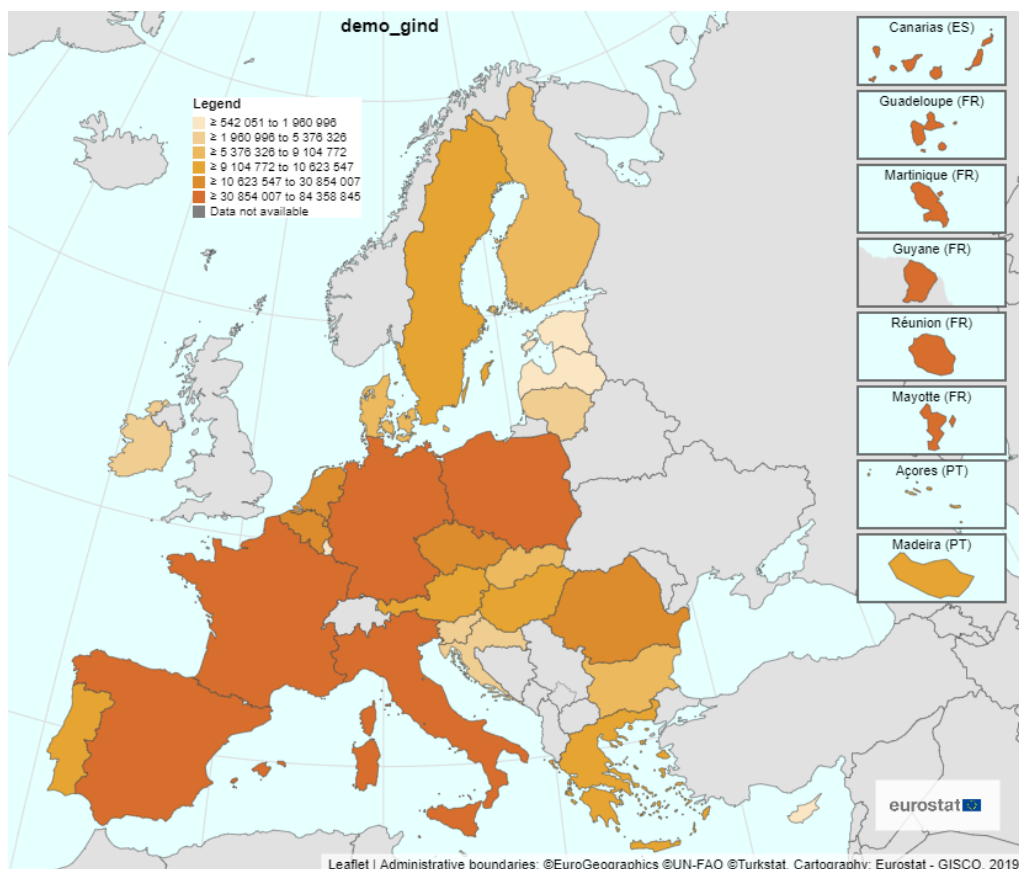 demo_gind
Legend
≥ 542 051 to 1 960 996
≥ 1 960 996 to 5 376 326
≥ 5 376 326 to 9 104 772
≥ 9 104 772 to 10 623 547
≥ 10 623 547 to 30 854 007
≥ 30 854 007 to 84 358 845
Data not available
Canarias (ES)
Guadeloupe (FR)
Martinique (FR)
Guyane (FR)
Réunion (FR)
Mayotte (FR)
Açores (PT)
Madeira (PT)
eurostat
Leaflet | Administrative boundaries: ©EuroGeographics ©UN-FAO ©Turkstat, Cartography: Eurostat - GISCO, 2019